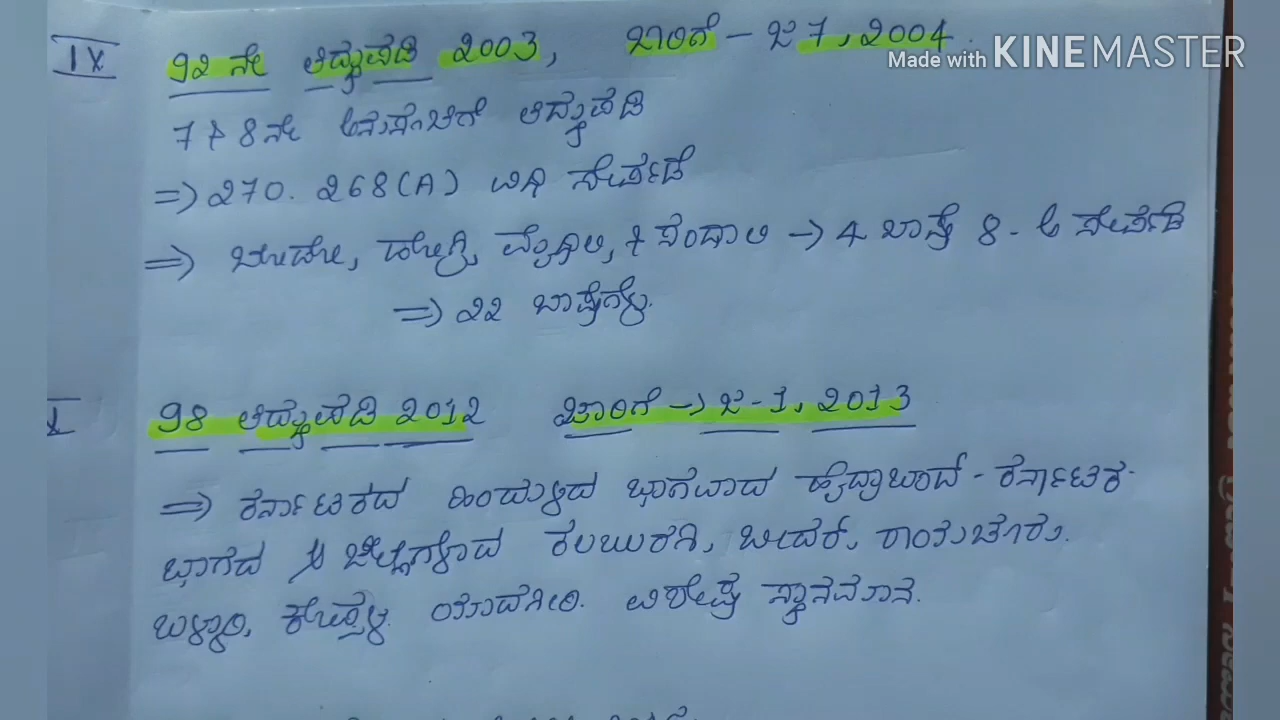 Made with KINEMASTER
IX 92 ನೇ ತಿದ್ದುಪಡಿ 2003, ಜಾರಿಗೆ - ಜ 7, 2004.
7 & 8ನೇ ಅನುಸೂಚಿಗೆ ತಿದ್ದುಪಡಿ
=> 270. 268(A) ವಿಧಿ ಸೇರ್ಪಡೆ
=> ಬೋಡೋ, ಡೋಗ್ರಿ, ಮೈಥಿಲಿ, & ಸಂತಾಲಿ -> 4 ಬಾಷೆ 8 - ಅ ಸೇರ್ಪಡೆ
=> 22 ಬಾಷೆಗಳು.
X 98 ತಿದ್ದುಪಡಿ 2012 ಜಾರಿಗೆ -> ಜ - 1, 2013
=> ಕರ್ನಾಟಕದ ಹಿಂದುಳಿದ ಭಾಗವಾದ ಹೈದ್ರಾಬಾದ್ - ಕರ್ನಾಟಕ
ಭಾಗದ ಜಿಲ್ಲೆಗಳಾದ ಕಲಬುರಗಿ, ಬೀದರ್, ರಾಯಚೂರು.
ಬಳ್ಳಾರಿ, ಕೊಪ್ಪಳ. ಯಾದಗೀರಿ. ವಿಶೇಷ ಸ್ಥಾನಮಾನ.